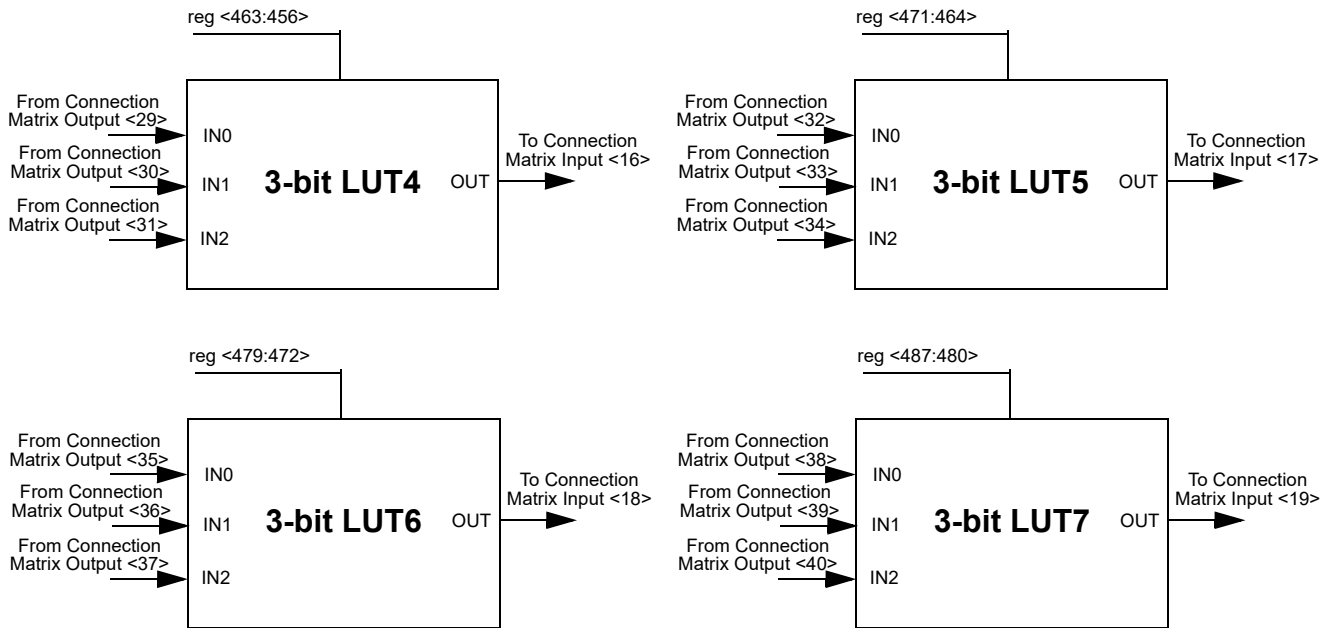 reg <463:456>
From Connection
Matrix Output <29>
IN0
From Connection
Matrix Output <30>
IN1
From Connection
Matrix Output <31>
IN2
3-bit LUT4
OUT
To Connection
Matrix Input <16>
reg <471:464>
From Connection
Matrix Output <32>
IN0
From Connection
Matrix Output <33>
IN1
From Connection
Matrix Output <34>
IN2
3-bit LUT5
OUT
To Connection
Matrix Input <17>
reg <479:472>
From Connection
Matrix Output <35>
IN0
From Connection
Matrix Output <36>
IN1
From Connection
Matrix Output <37>
IN2
3-bit LUT6
OUT
To Connection
Matrix Input <18>
reg <487:480>
From Connection
Matrix Output <38>
IN0
From Connection
Matrix Output <39>
IN1
From Connection
Matrix Output <40>
IN2
3-bit LUT7
OUT
To Connection
Matrix Input <19>